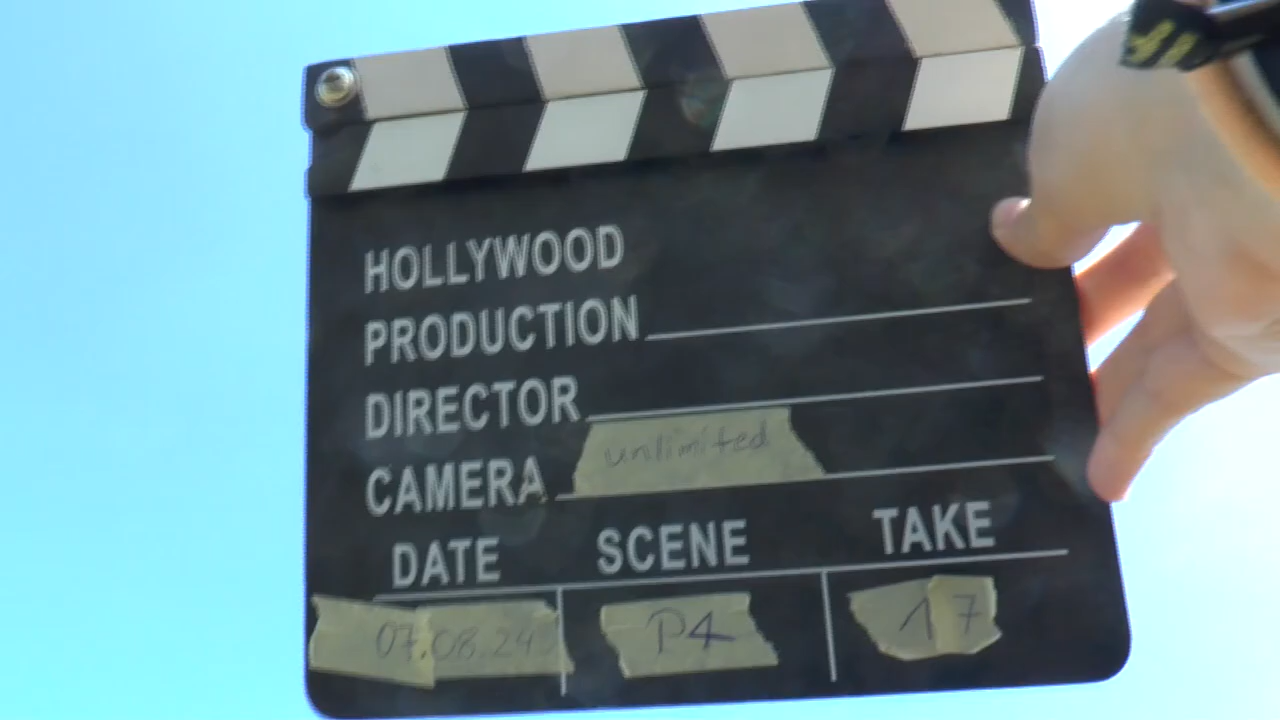 HOLLYWOOD
PRODUCTION
DIRECTOR
CAMERA unlimited
DATE SCENE TAKE
07.08.24 P4 17